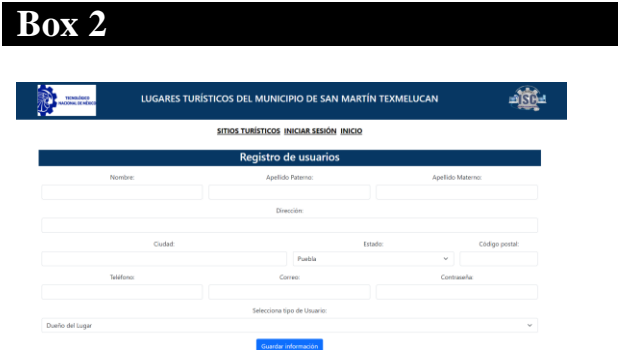 Box 2
TECNOLÓGICO
NACIONAL DE MÉXICO
LUGARES TURÍSTICOS DEL MUNICIPIO DE SAN MARTÍN TEXMELUCAN
ISC
SITIOS TURÍSTICOS INICIAR SESIÓN INICIO
Registro de usuarios
Nombre: Apellido Paterno: Apellido Materno:
Dirección:
Ciudad: Estado: Código postal:
Puebla
Teléfono: Correo: Contraseña:
Selecciona tipo de Usuario:
Dueño del Lugar
Guardar información